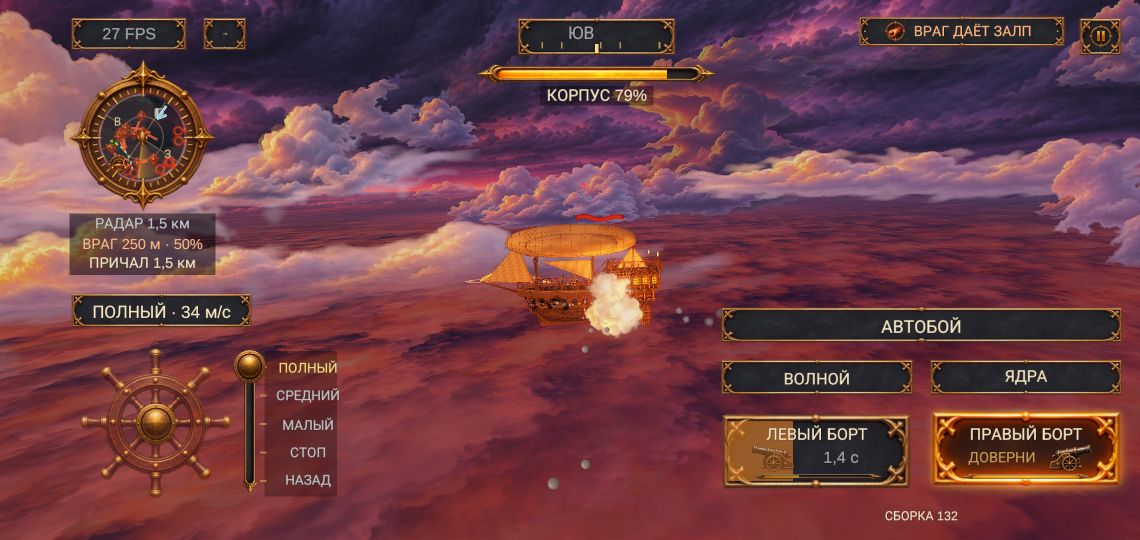 27 FPS
ЮВ
ВРАГ ДАЁТ ЗАЛП
КОРПУС 79%
В
З
РАДАР 1,5 км
ВРАГ 250 м · 50%
ПРИЧАЛ 1,5 км
ПОЛНЫЙ · 34 м/с
АВТОБОЙ
ПОЛНЫЙ
СРЕДНИЙ
МАЛЫЙ
СТОП
НАЗАД
ВОЛНОЙ
ЯДРА
ЛЕВЫЙ БОРТ
1,4 с
ПРАВЫЙ БОРТ
ДОВЕРНИ
СБОРКА 132